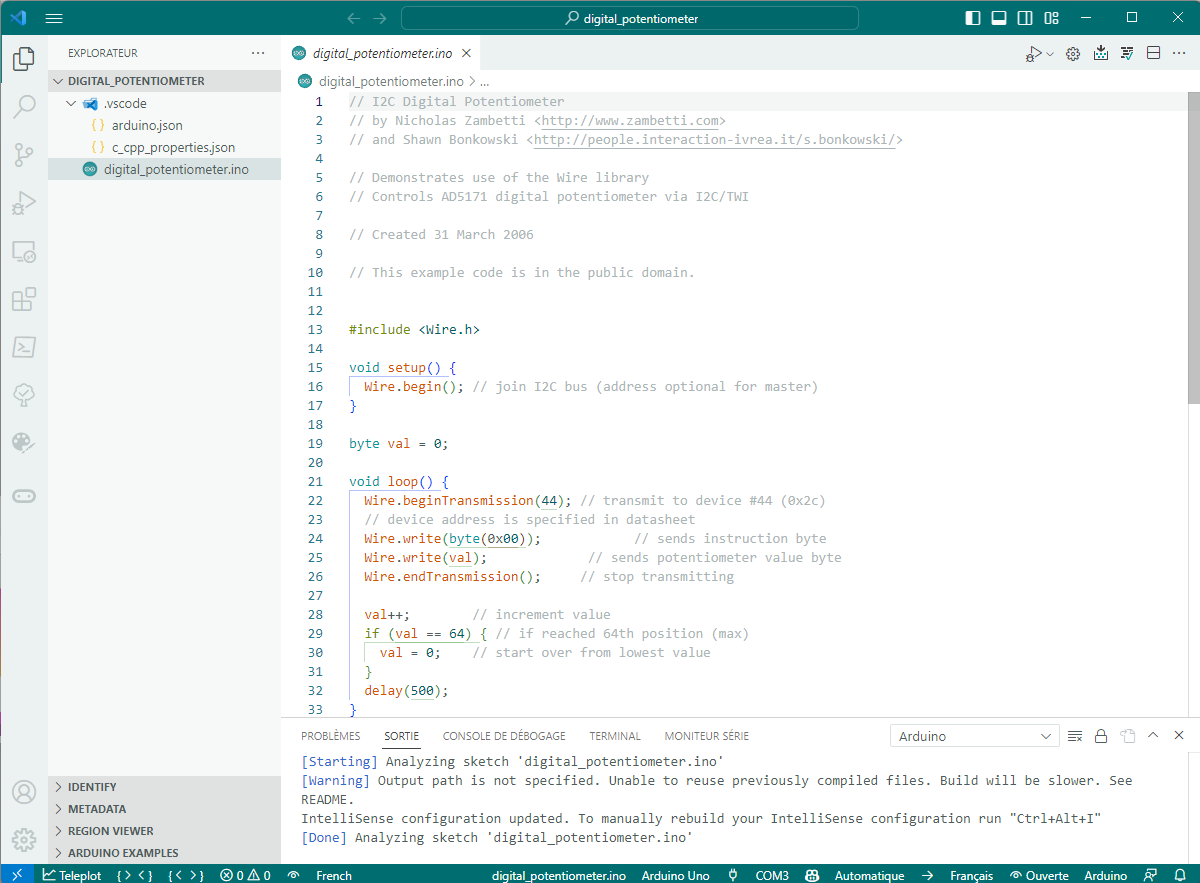 digital_potentiometer
EXPLORATEUR
DIGITAL_POTENTIOMETER
.vscode
arduino.json
c_cpp_properties.json
digital_potentiometer.ino
IDENTIFY
METADATA
REGION VIEWER
ARDUINO EXAMPLES
digital_potentiometer.ino
digital_potentiometer.ino > ...
1 // I2C Digital Potentiometer
2 // by Nicholas Zambetti <http://www.zambetti.com>
3 // and Shawn Bonkowski <http://people.interaction-ivrea.it/s.bonkowski/>
4
5 // Demonstrates use of the Wire library
6 // Controls AD5171 digital potentiometer via I2C/TWI
7
8 // Created 31 March 2006
9
10 // This example code is in the public domain.
11
12
13 #include <Wire.h>
14
15 void setup() {
16 Wire.begin(); // join I2C bus (address optional for master)
17 }
18
19 byte val = 0;
20
21 void loop() {
22 Wire.beginTransmission(44); // transmit to device #44 (0x2c)
23 // device address is specified in datasheet
24 Wire.write(byte(0x00)); // sends instruction byte
25 Wire.write(val); // sends potentiometer value byte
26 Wire.endTransmission(); // stop transmitting
27
28 val++; // increment value
29 if (val == 64) { // if reached 64th position (max)
30 val = 0; // start over from lowest value
31 }
32 delay(500);
33 }
PROBLÈMES SORTIE CONSOLE DE DÉBOGAGE TERMINAL MONITEUR SÉRIE Arduino
[Starting] Analyzing sketch 'digital_potentiometer.ino'
[Warning] Output path is not specified. Unable to reuse previously compiled files. Build will be slower. See
README.
IntelliSense configuration updated. To manually rebuild your IntelliSense configuration run "Ctrl+Alt+I"
[Done] Analyzing sketch 'digital_potentiometer.ino'
Teleplot {> <} {< >} 0 0 French digital_potentiometer.ino Arduino Uno COM3 Automatique Français Ouverte Arduino